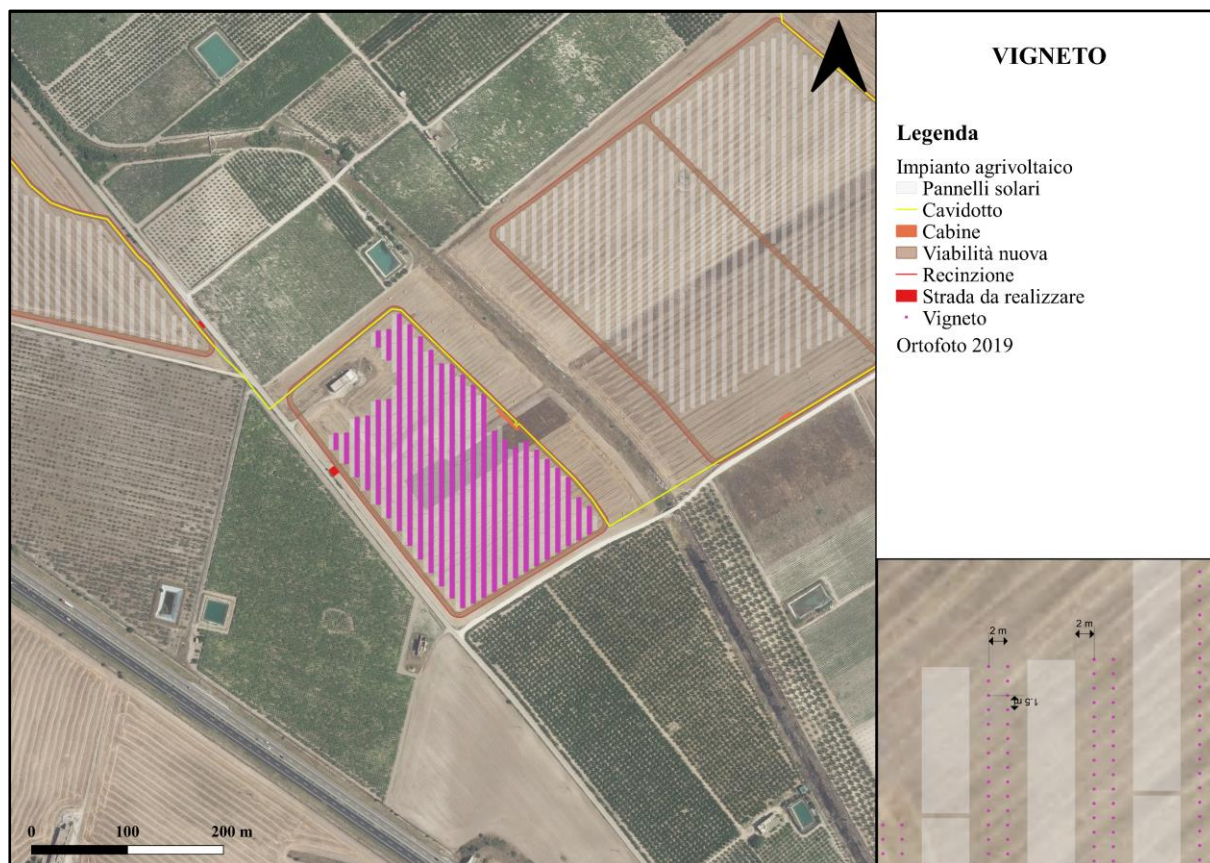 VIGNETO
Legenda
Impianto agrivoltaico
Pannelli solari
Cavidotto
Cabine
Viabilità nuova
Recinzione
Strada da realizzare
Vigneto
Ortofoto 2019
2 m
2 m
1.5 m
0 100 200 m